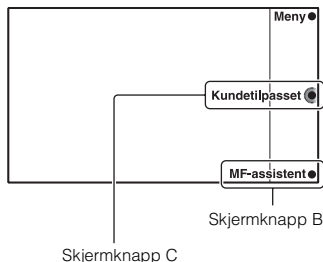 Meny
Kundetilpasset
MF-assistent
Skjermknapp B
Skjermknapp C